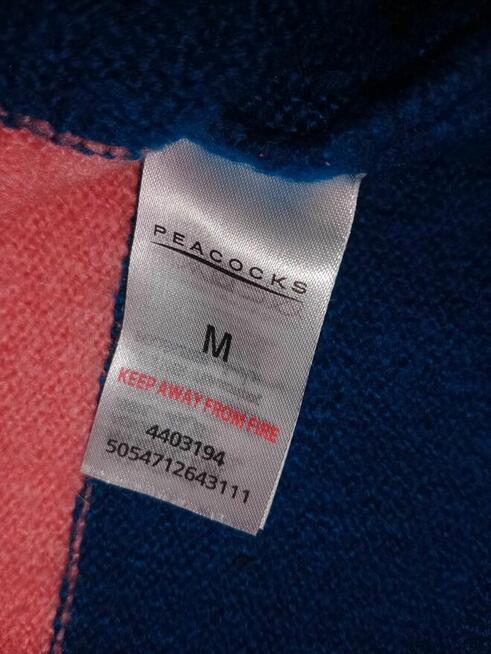 PEACOCKS
M
KEEP AWAY FROM FIRE
4403194
5054712643111